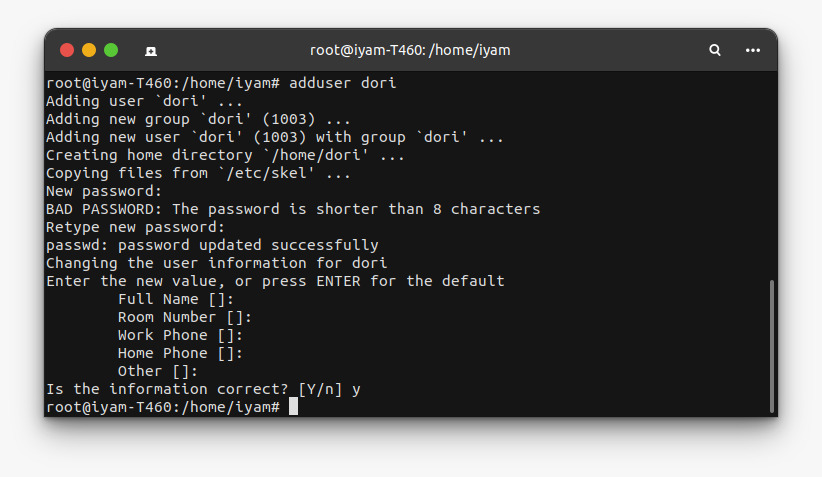 root@iyam-T460: /home/iyam
root@iyam-T460:/home/iyam# adduser dori
Adding user `dori' ...
Adding new group `dori' (1003) ...
Adding new user `dori' (1003) with group `dori' ...
Creating home directory `/home/dori' ...
Copying files from `/etc/skel' ...
New password:
BAD PASSWORD: The password is shorter than 8 characters
Retype new password:
passwd: password updated successfully
Changing the user information for dori
Enter the new value, or press ENTER for the default
        Full Name []:
        Room Number []:
        Work Phone []:
        Home Phone []:
        Other []:
Is the information correct? [Y/n] y
root@iyam-T460:/home/iyam#